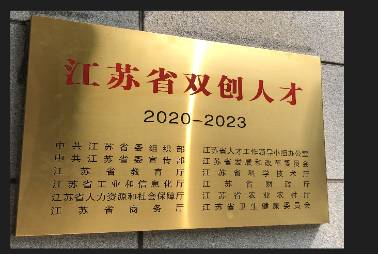 江苏省双创人才
2020-2023
中共江苏省委组织部
江苏省人才工作领导小组办公室
中共江苏省委宣传部
江苏省发展和改革委员会
江苏省教育厅
江苏省科学技术厅
江苏省工业和信息化厅
江苏省财政厅
江苏省人力资源和社会保障厅
江苏省农业农村厅
江苏省商务厅
江苏省卫生健康委员会